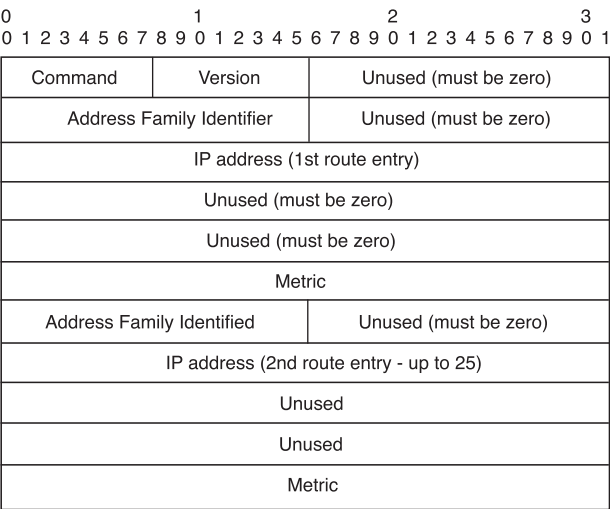 0 1 2 3
0 1 2 3 4 5 6 7 8 9 0 1 2 3 4 5 6 7 8 9 0 1 2 3 4 5 6 7 8 9 0 1
Command Version Unused (must be zero)
Address Family Identifier Unused (must be zero)
IP address (1st route entry)
Unused (must be zero)
Unused (must be zero)
Metric
Address Family Identified Unused (must be zero)
IP address (2nd route entry - up to 25)
Unused
Unused
Metric